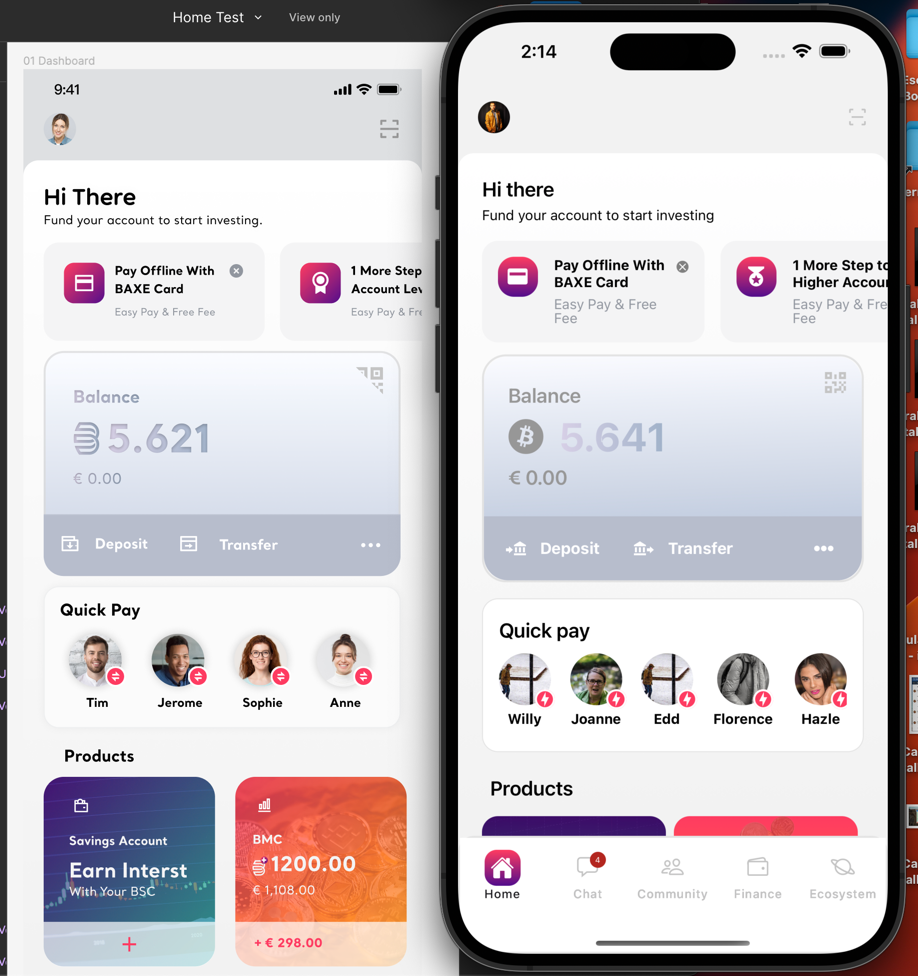 Home Test
View only
01 Dashboard
9:41
Hi There
Fund your account to start investing.
Pay Offline With
BAXE Card
Easy Pay & Free Fee
1 More Step
Account Lev
Easy Pay & Fre
Balance
5.621
€ 0.00
Deposit
Transfer
Quick Pay
Tim
Jerome
Sophie
Anne
Products
Savings Account
Earn Interst
With Your BSC
+
BMC
1200.00
€ 1,108.00
+ € 298.00
2:14
Hi there
Fund your account to start investing
Pay Offline With
BAXE Card
Easy Pay & Free
Fee
1 More Step to
Higher Accoun
Easy Pay & Free
Fee
Balance
5.641
€ 0.00
Deposit
Transfer
Quick pay
Willy
Joanne
Edd
Florence
Hazle
Products
Home
4
Chat
Community
Finance
Ecosystem